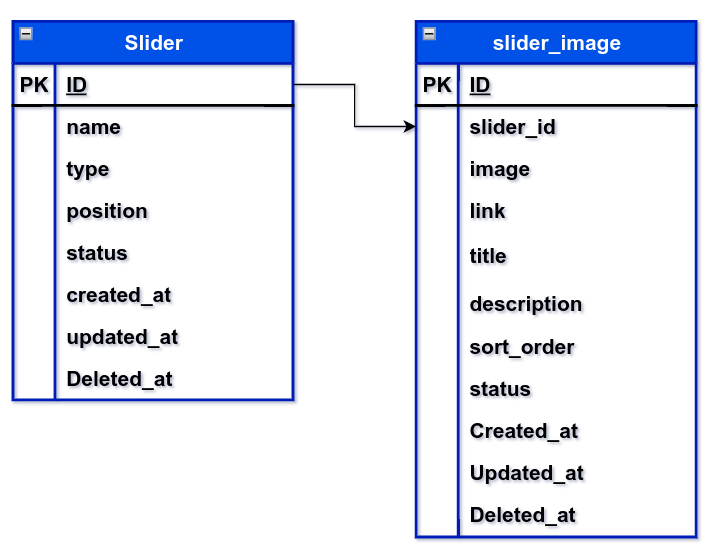 Slider
PK ID
name
type
position
status
created_at
updated_at
Deleted_at
slider_image
PK ID
slider_id
image
link
title
description
sort_order
status
Created_at
Updated_at
Deleted_at